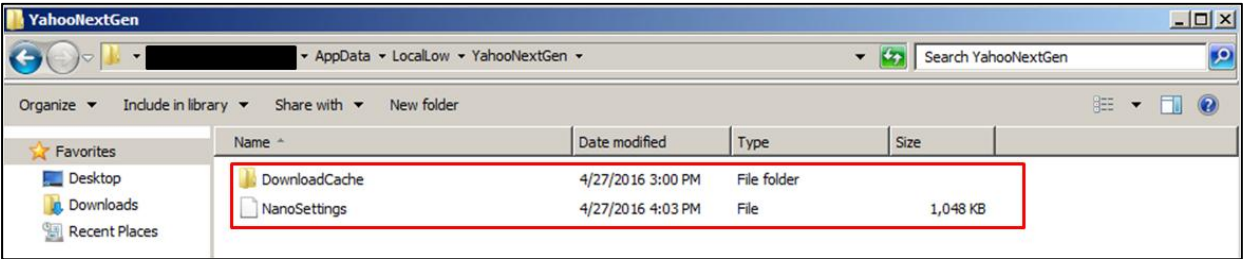 YahooNextGen
AppData LocalLow YahooNextGen Search YahooNextGen
Organize Include in library Share with New folder
Name Date modified Type Size
Favorites
Desktop DownloadCache 4/27/2016 3:00 PM File folder
Downloads NanoSettings 4/27/2016 4:03 PM File 1,048 KB
Recent Places